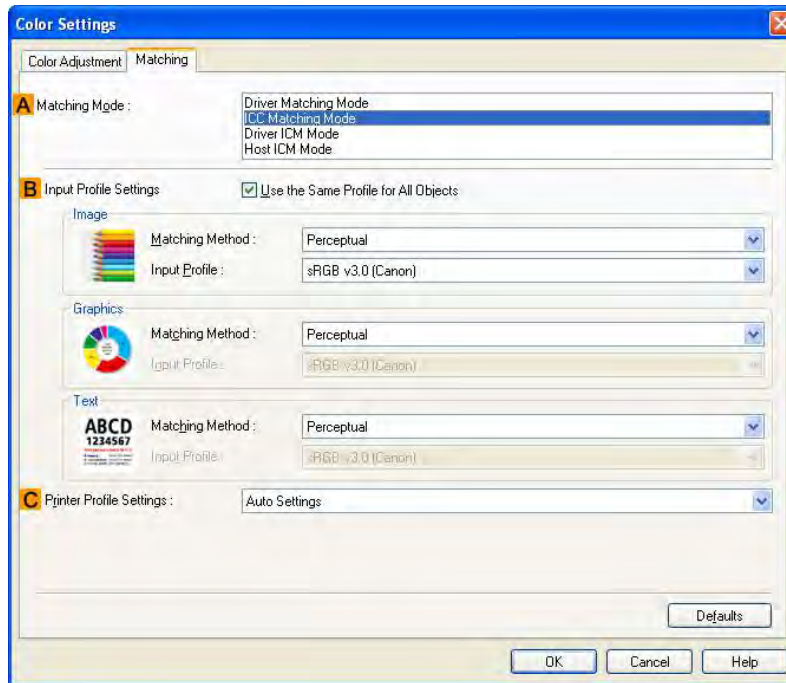 Color Settings
Color Adjustment Matching
A Matching Mode :
Driver Matching Mode
ICC Matching Mode
Driver ICM Mode
Host ICM Mode
B Input Profile Settings Use the Same Profile for All Objects
Image
Matching Method : Perceptual
Input Profile : sRGB v3.0 (Canon)
Graphics
Matching Method : Perceptual
Input Profile : sRGB v3.0 (Canon)
Text
ABCD
1234567
Matching Method : Perceptual
Input Profile : sRGB v3.0 (Canon)
C Printer Profile Settings : Auto Settings
Defaults
OK Cancel Help